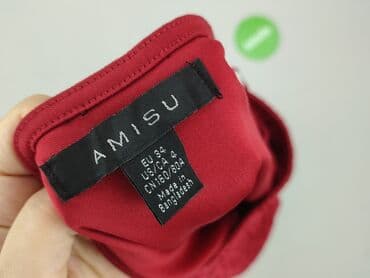 AMISU
EU 34
US/CA 4
CN 160/80A
Made in
Bangladesh